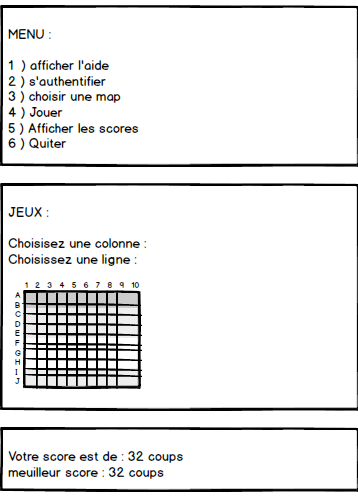 MENU :
1 ) afficher l'aide
2 ) s'authentifier
3 ) choisir une map
4 ) Jouer
5 ) Afficher les scores
6 ) Quiter
JEUX :
Choisisez une colonne :
Choisissez une ligne :
1 2 3 4 5 6 7 8 9 10
A
B
C
D
E
F
G
H
I
J
Votre score est de : 32 coups
meuilleur score : 32 coups